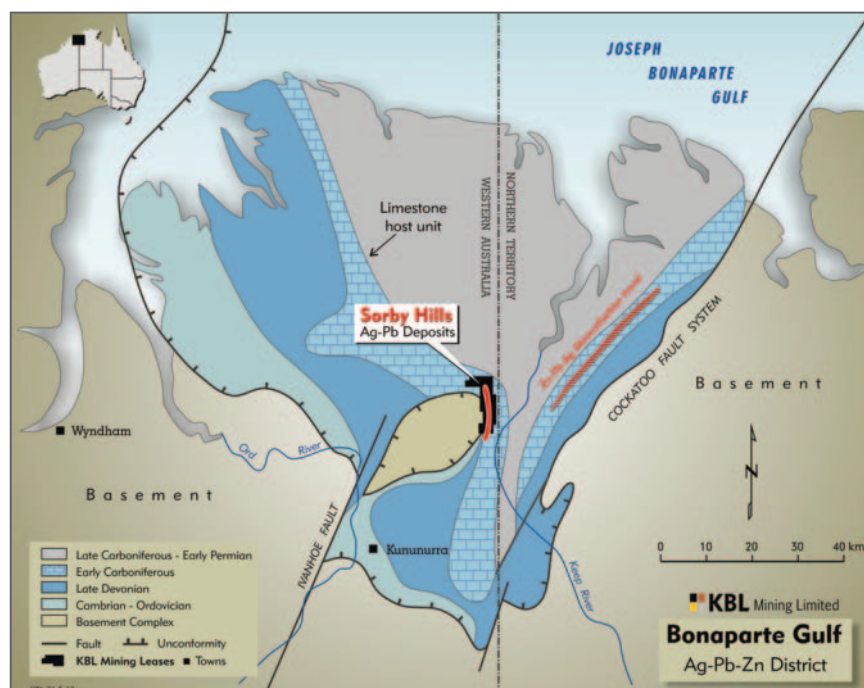 JOSEPH
BONAPARTE
GULF
Limestone
host unit
WESTERN AUSTRALIA
NORTHERN TERRITORY
Sorby Hills
Ag-Pb Deposits
COCKATOO FAULT SYSTEM
Basement
Wyndham
Ord River
Basement
N
Kununurra
IVANHOE FAULT
Keep River
Late Carboniferous - Early Permian
Early Carboniferous
Late Devonian
Cambrian - Ordovician
Basement Complex
Fault Unconformity
KBL Mining Leases Towns
0 10 20 30 40 km
KBL Mining Limited
Bonaparte Gulf
Ag-Pb-Zn District